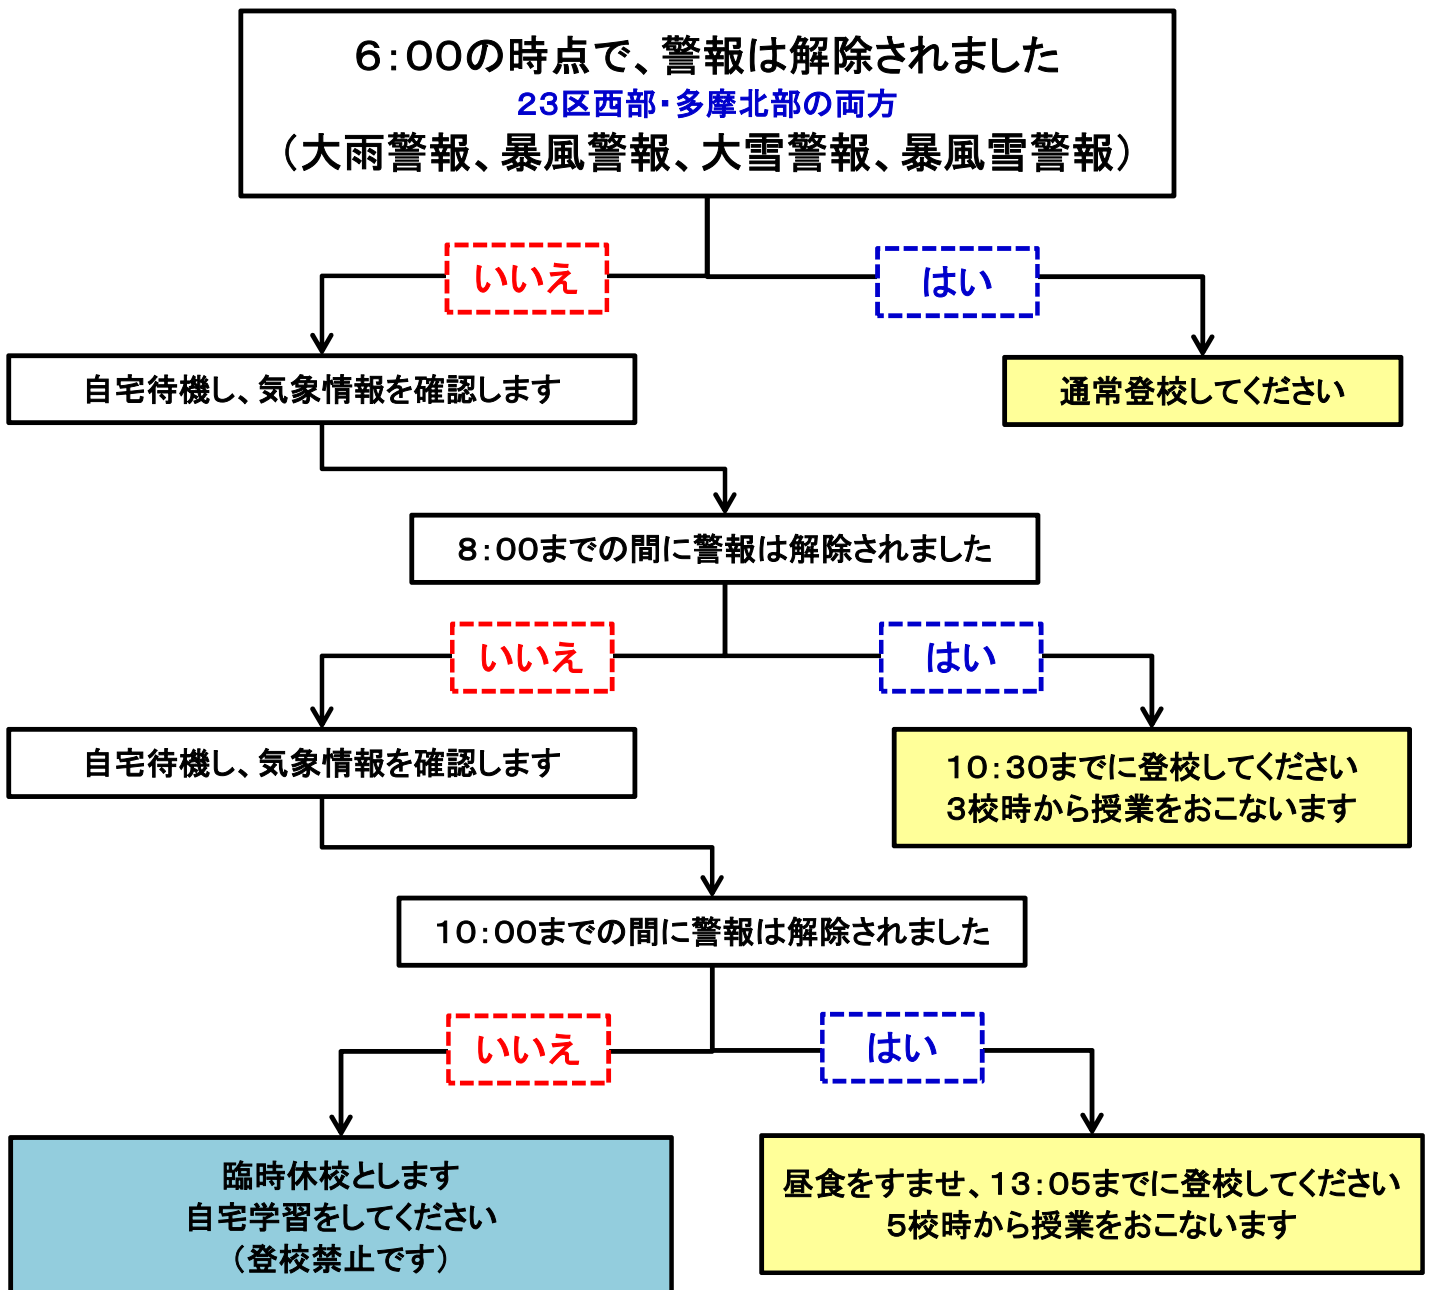 6:00の時点で、警報は解除されました
23区西部・多摩北部の両方
(大雨警報、暴風警報、大雪警報、暴風雪警報)
いいえ
はい
自宅待機し、気象情報を確認します
通常登校してください
8:00までの間に警報は解除されました
いいえ
はい
自宅待機し、気象情報を確認します
10:30までに登校してください
3校時から授業をおこないます
10:00までの間に警報は解除されました
いいえ
はい
臨時休校とします
自宅学習をしてください
(登校禁止です)
昼食をすませ、13:05までに登校してください
5校時から授業をおこないます